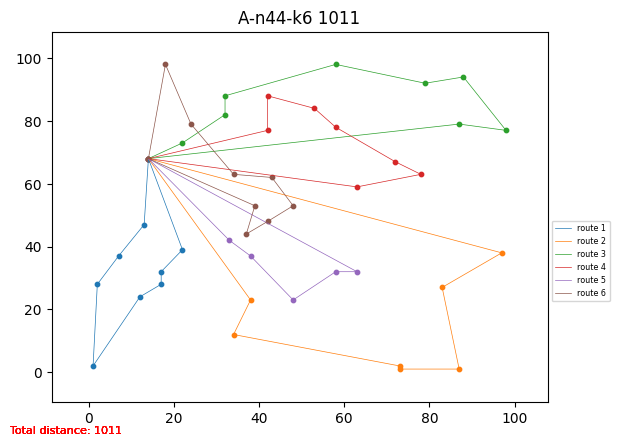 A-n44-k6 1011
100
80
60
40
20
0
0 20 40 60 80 100
route 1
route 2
route 3
route 4
route 5
route 6
Total distance: 1011